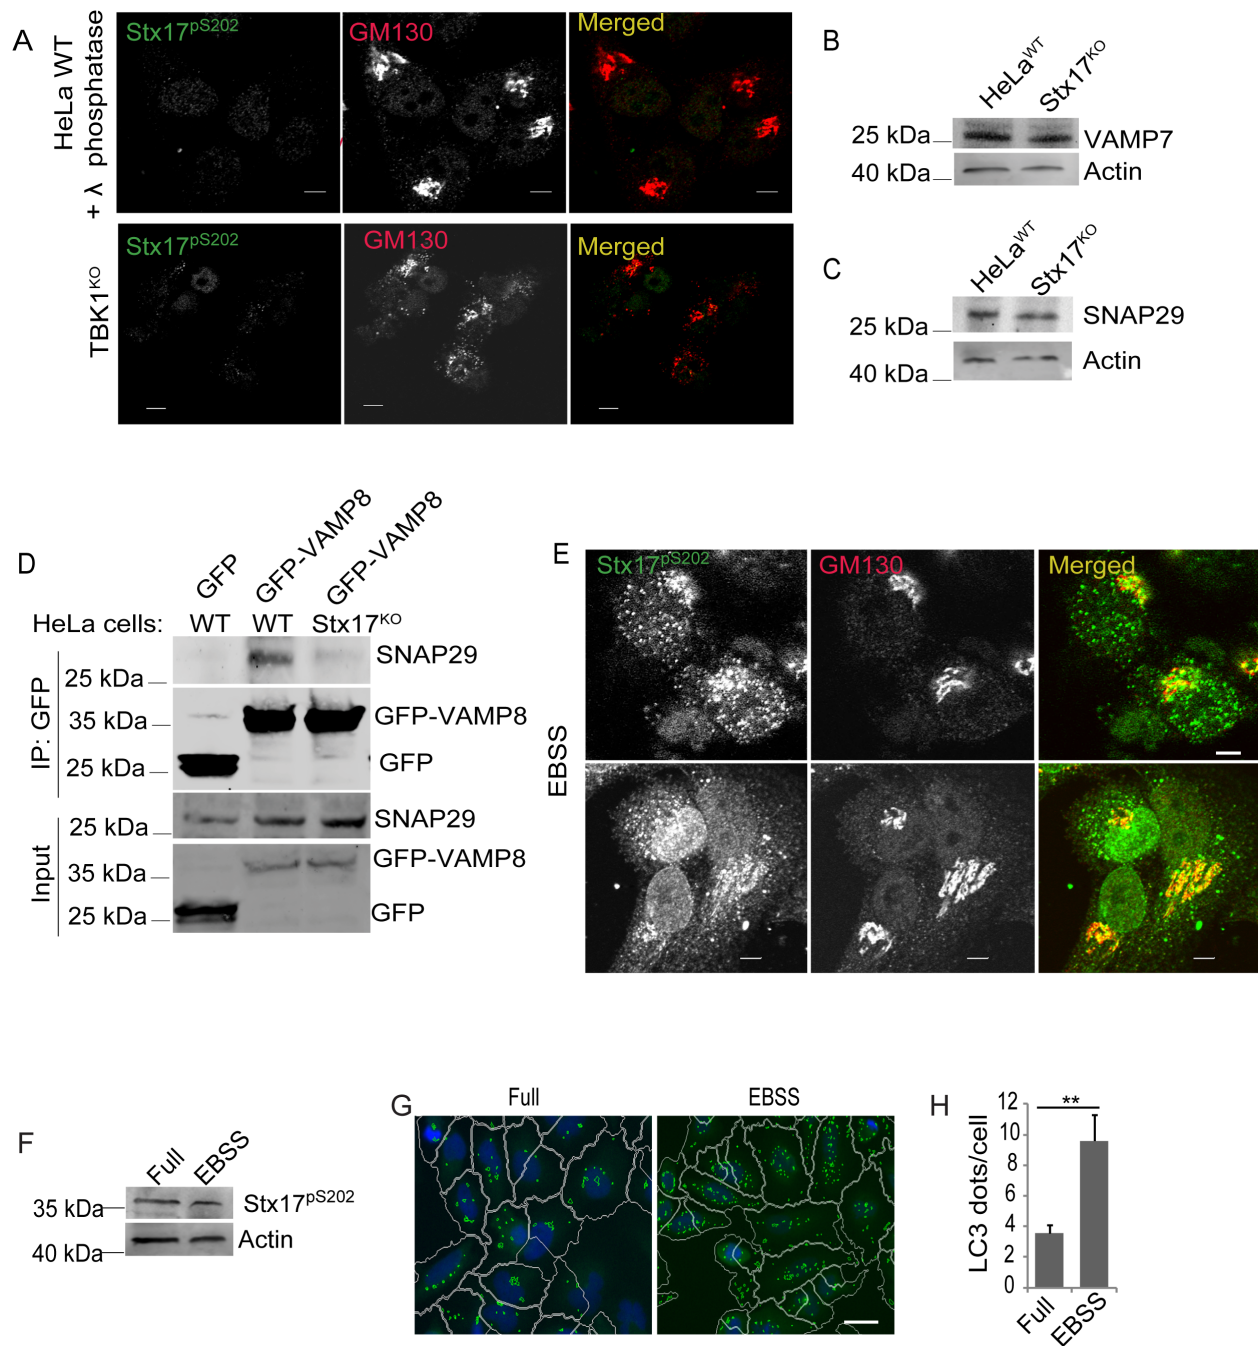 A
HeLa WT
+ λ phosphatase
Stx17pS202
GM130
Merged
TBK1KO
Stx17pS202
GM130
Merged
B
HeLaWT
Stx17KO
25 kDa
VAMP7
40 kDa
Actin
C
HeLaWT
Stx17KO
25 kDa
SNAP29
40 kDa
Actin
D
GFP
GFP-VAMP8
GFP-VAMP8
HeLa cells: WT WT Stx17KO
IP: GFP
SNAP29
25 kDa
35 kDa
GFP-VAMP8
25 kDa
GFP
Input
25 kDa
SNAP29
35 kDa
GFP-VAMP8
25 kDa
GFP
E
EBSS
Stx17pS202
GM130
Merged
F
Full
EBSS
35 kDa
Stx17pS202
40 kDa
Actin
G
Full
EBSS
H
LC3 dots/cell
12
10
8
6
4
2
0
**
Full
EBSS